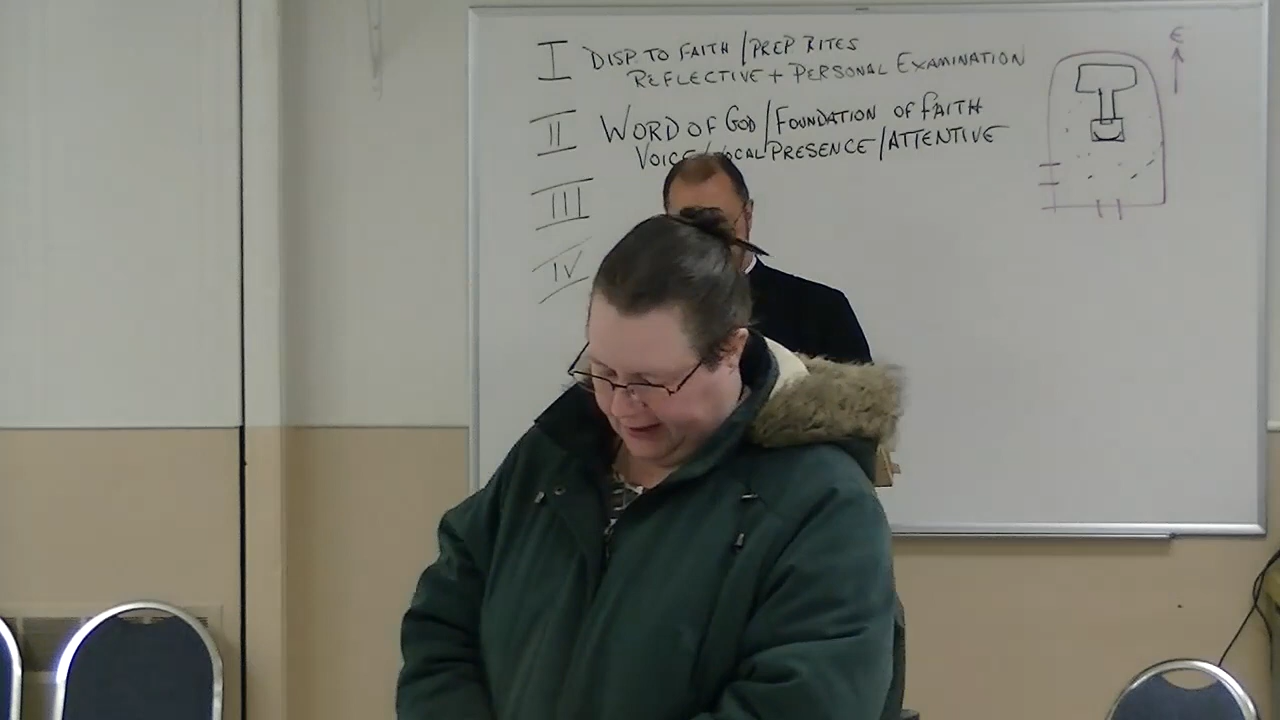 I DISP. TO FAITH / PREP RITES
REFLECTIVE + PERSONAL EXAMINATION
II WORD OF GOD / FOUNDATION OF FAITH
VOICE / PRESENCE / ATTENTIVE
III
IV
E